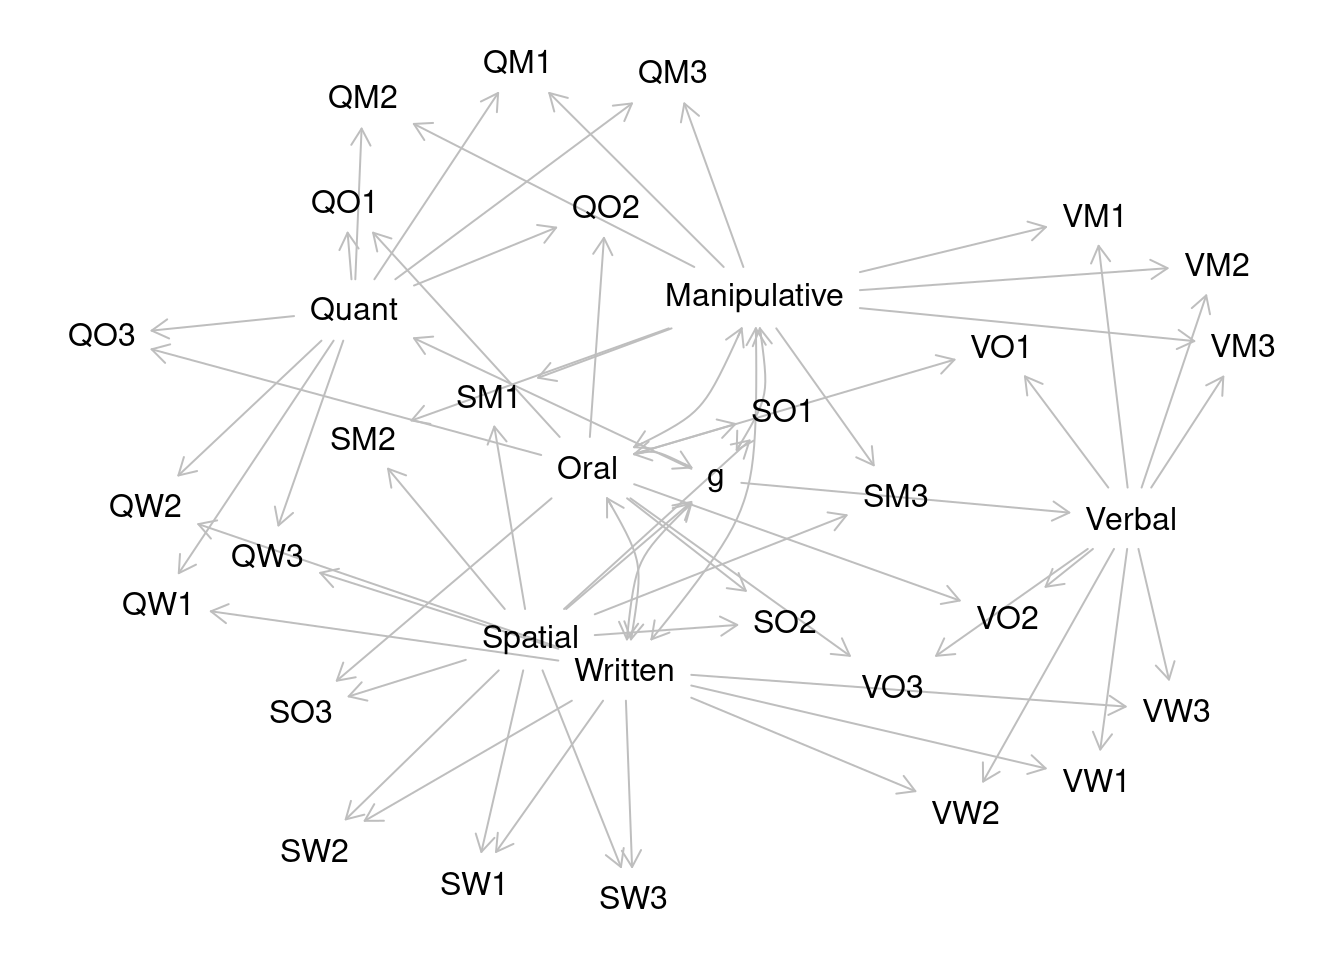 QM1
QM3
QM2
QO1
QO2
VM1
VM2
Manipulative
Quant
QO3
VO1
VM3
SM1
SO1
SM2
Oral
g
SM3
QW2
Verbal
QW3
QW1
VO2
SO2
Spatial
Written
VO3
SO3
VW3
VW1
VW2
SW2
SW1
SW3